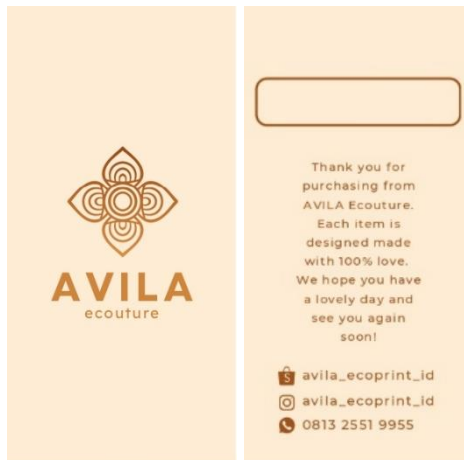 AVILA
ecouture
Thank you for
purchasing from
AVILA Ecouture.
Each item is
designed made
with 100% love.
We hope you have
a lovely day and
see you again
soon!
avila_ecoprint_id
avila_ecoprint_id
0813 2551 9955